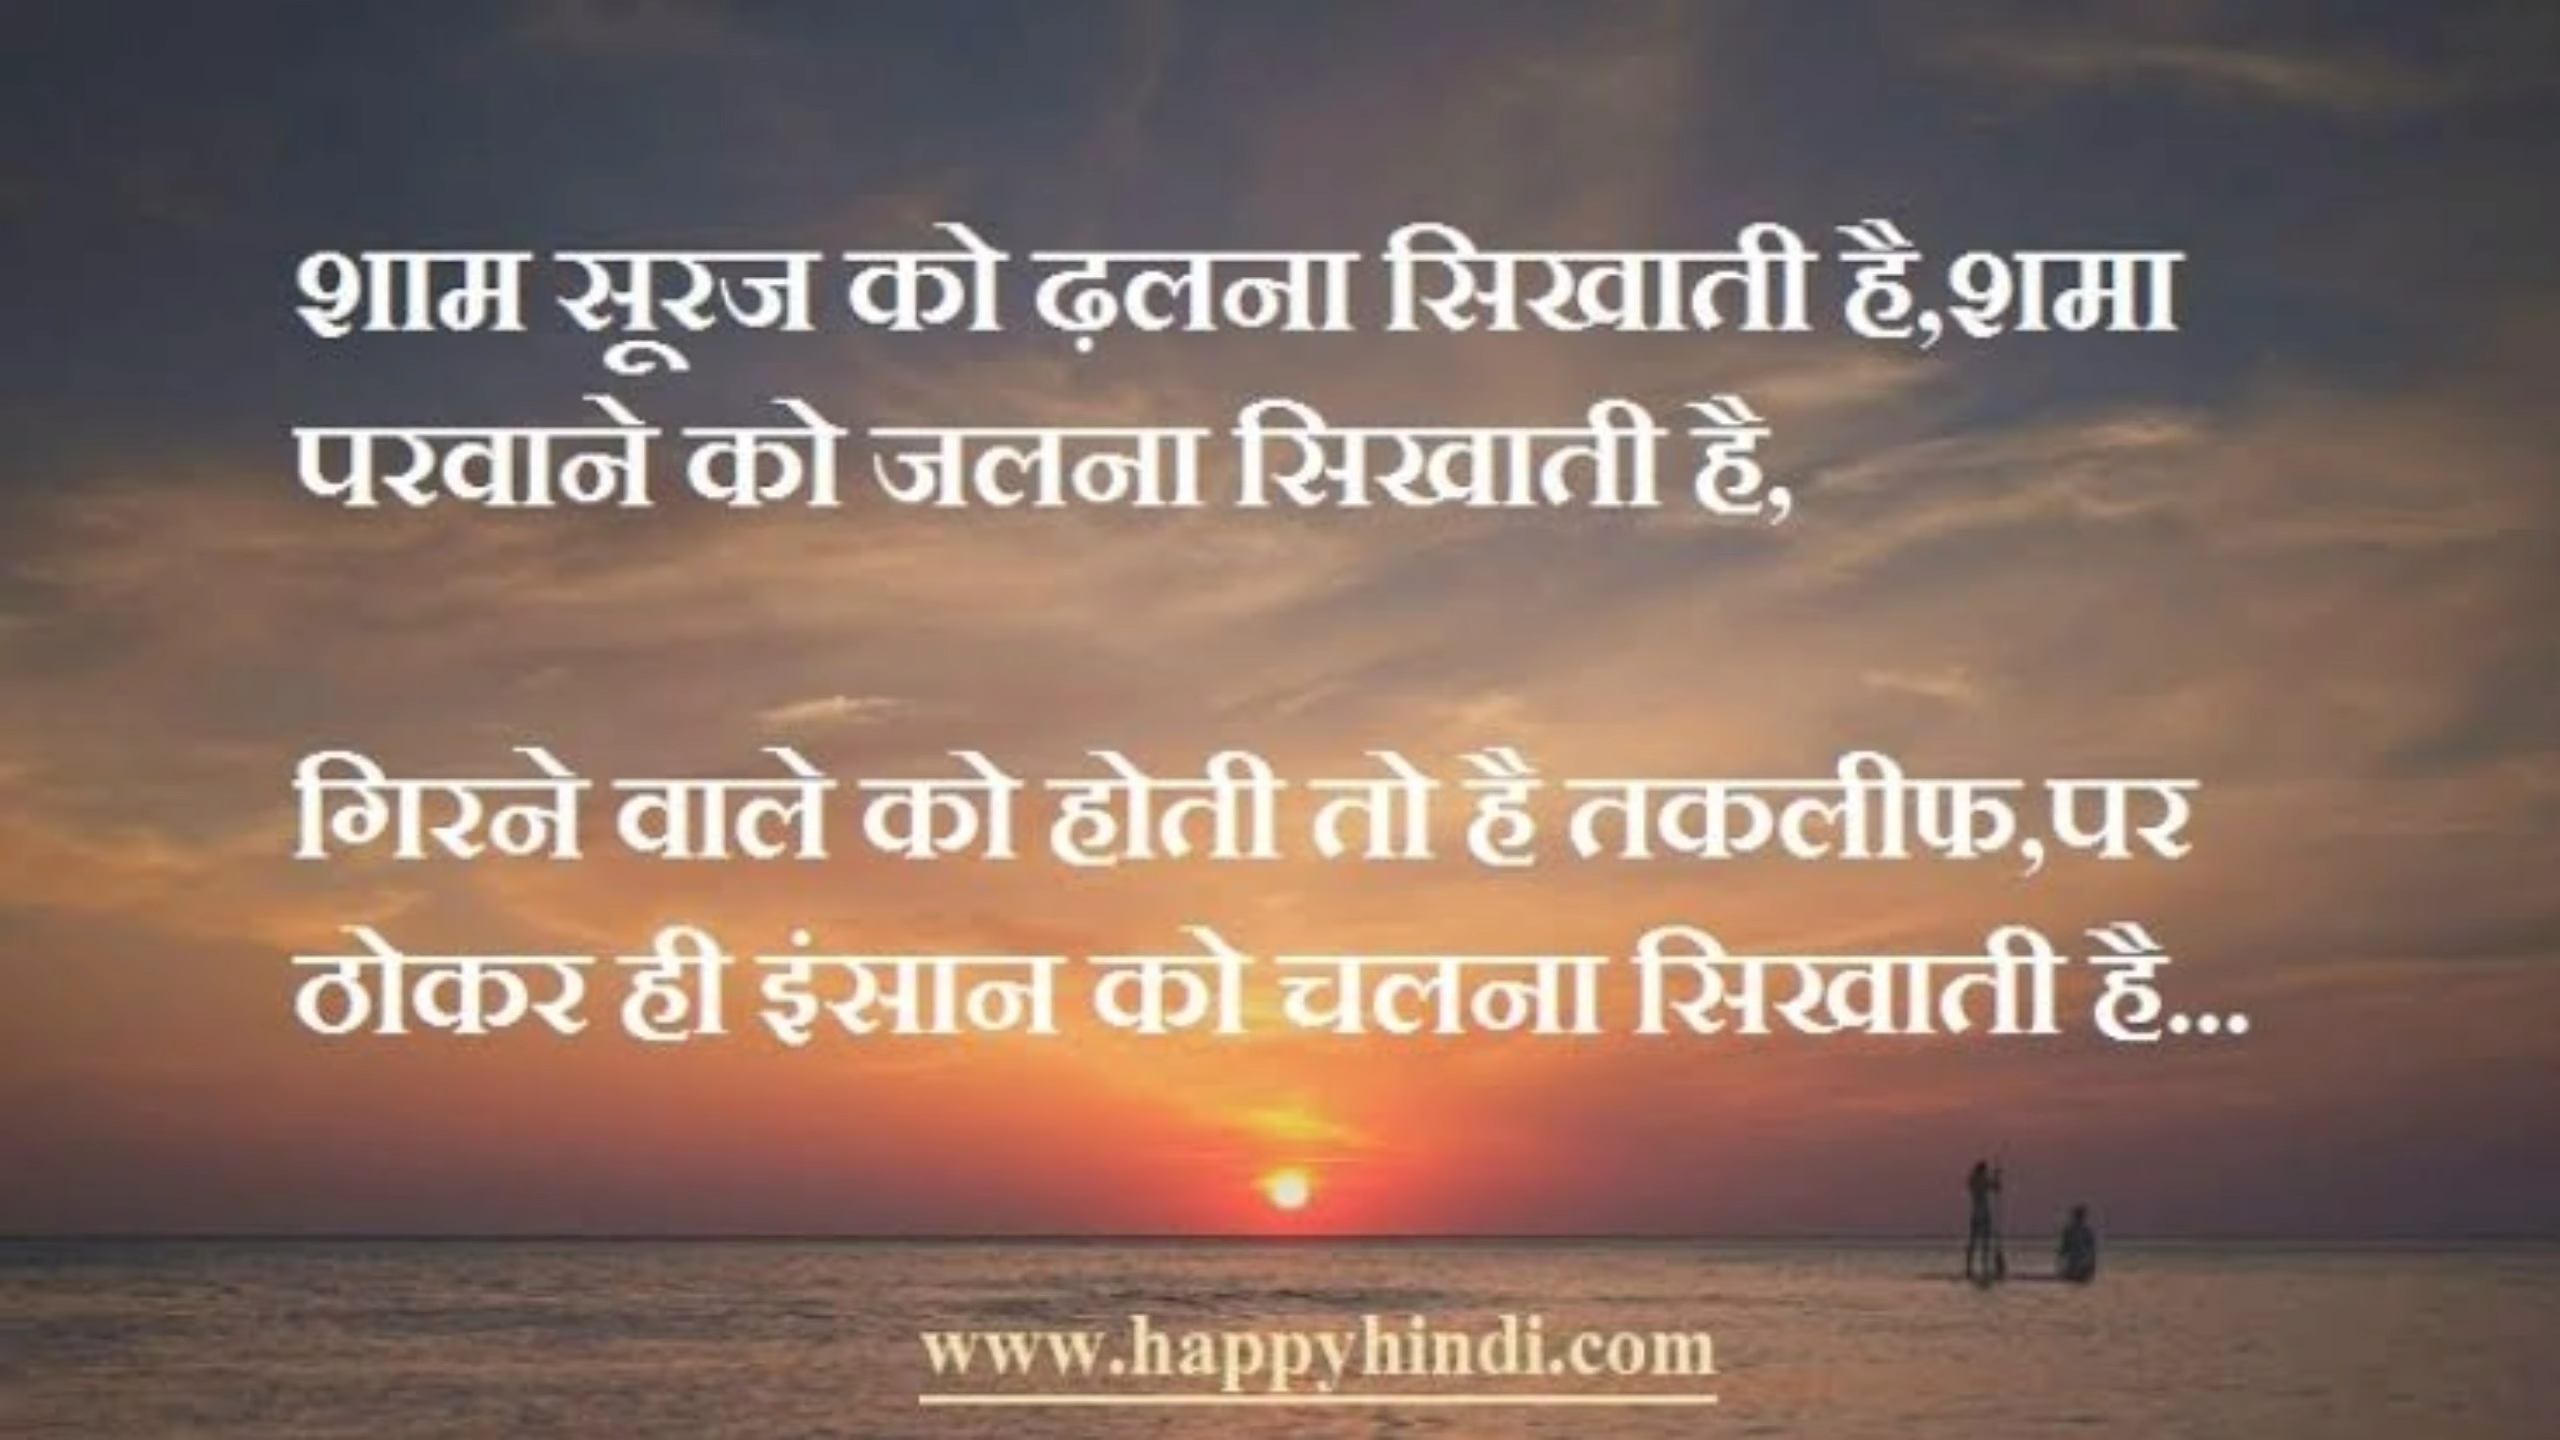 शाम सूरज को ढ़लना सिखाती है,शमा
परवाने को जलना सिखाती है,
गिरने वाले को होती तो है तकलीफ,पर
ठोकर ही इंसान को चलना सिखाती है...
www.happyhindi.com